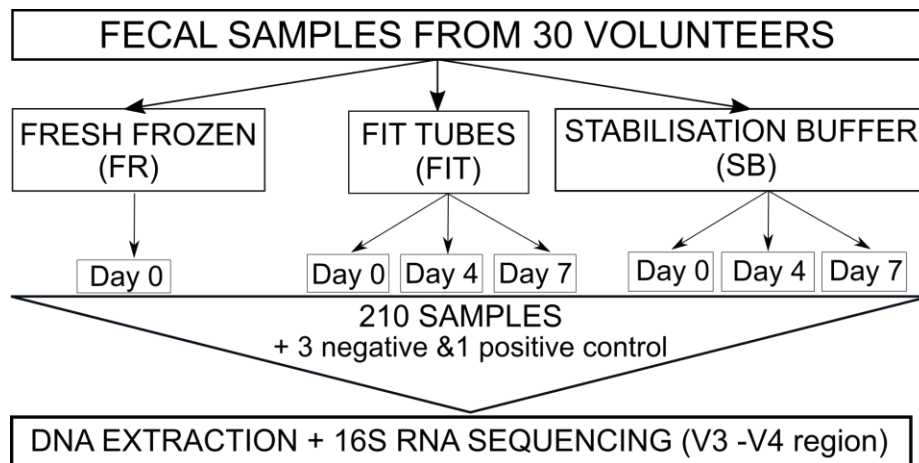 FECAL SAMPLES FROM 30 VOLUNTEERS
FRESH FROZEN
(FR)
FIT TUBES
(FIT)
STABILISATION BUFFER
(SB)
Day 0
Day 0
Day 4
Day 7
Day 0
Day 4
Day 7
210 SAMPLES
+ 3 negative &1 positive control
DNA EXTRACTION + 16S RNA SEQUENCING (V3 -V4 region)